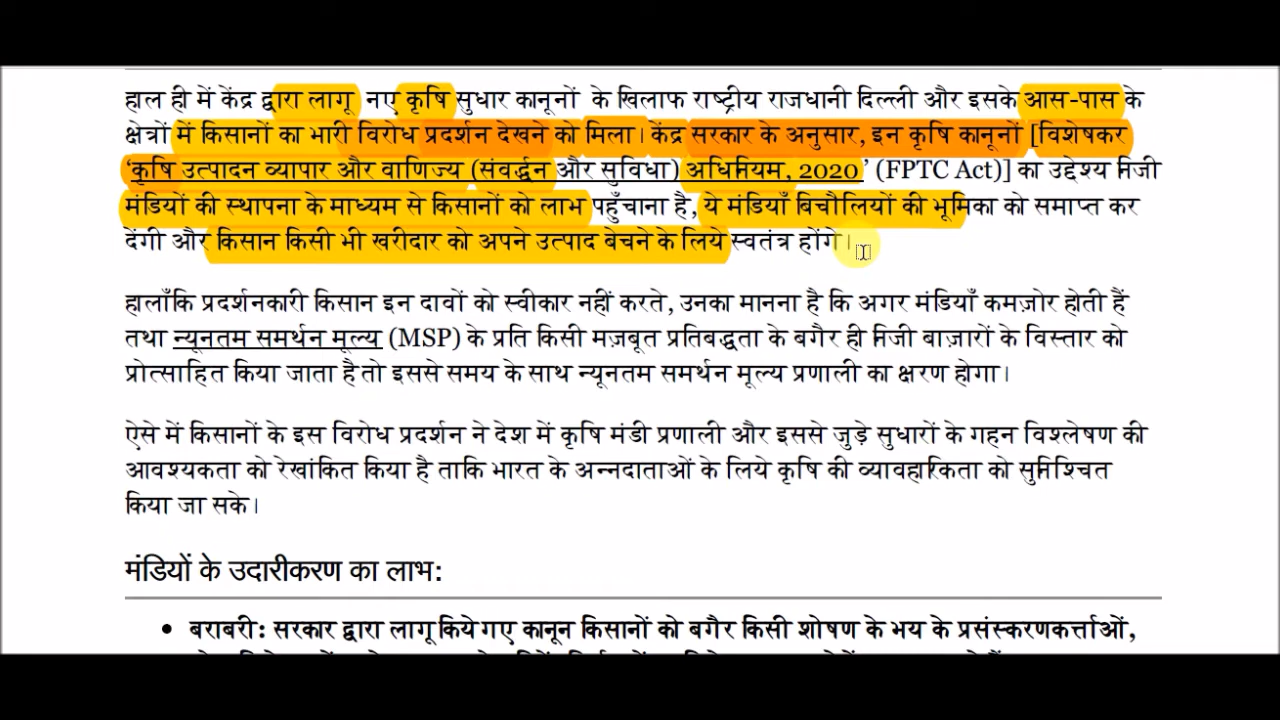 हाल ही में केंद्र द्वारा लागू नए कृषि सुधार कानूनों के खिलाफ राष्ट्रीय राजधानी दिल्ली और इसके आस-पास के
क्षेत्रों में किसानों का भारी विरोध प्रदर्शन देखने को मिला। केंद्र सरकार के अनुसार, इन कृषि कानूनों [विशेषकर
‘कृषि उत्पादन व्यापार और वाणिज्य (संवर्द्धन और सुविधा) अधिनियम, 2020’ (FPTC Act)] का उद्देश्य निजी
मंडियों की स्थापना के माध्यम से किसानों को लाभ पहुँचाना है, ये मंडियाँ बिचौलियों की भूमिका को समाप्त कर
देंगी और किसान किसी भी खरीदार को अपने उत्पाद बेचने के लिये स्वतंत्र होंगे।
हालाँकि प्रदर्शनकारी किसान इन दावों को स्वीकार नहीं करते, उनका मानना है कि अगर मंडियाँ कमज़ोर होती हैं
तथा न्यूनतम समर्थन मूल्य (MSP) के प्रति किसी मज़बूत प्रतिबद्धता के बगैर ही निजी बाज़ारों के विस्तार को
प्रोत्साहित किया जाता है तो इससे समय के साथ न्यूनतम समर्थन मूल्य प्रणाली का क्षरण होगा।
ऐसे में किसानों के इस विरोध प्रदर्शन ने देश में कृषि मंडी प्रणाली और इससे जुड़े सुधारों के गहन विश्लेषण की
आवश्यकता को रेखांकित किया है ताकि भारत के अन्नदाताओं के लिये कृषि की व्यावहारिकता को सुनिश्चित
किया जा सके।
मंडियों के उदारीकरण का लाभ:
• बराबरी: सरकार द्वारा लागू किये गए कानून किसानों को बगैर किसी शोषण के भय के प्रसंस्करणकर्त्ताओं,